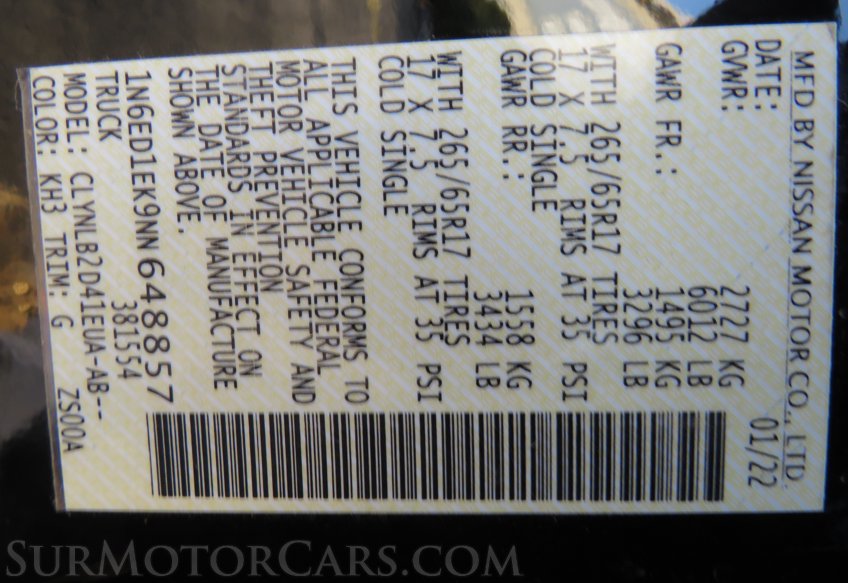 MFD BY NISSAN MOTOR CO., LTD.
DATE: 01/22
GVWR: 2727 KG
6012 LB
GAWR FR.: 1495 KG
3296 LB
WITH 265/65R17 TIRES
17 X 7.5 RIMS AT 35 PSI
COLD SINGLE
GAWR RR.: 1558 KG
3434 LB
WITH 265/65R17 TIRES
17 X 7.5 RIMS AT 35 PSI
COLD SINGLE
THIS VEHICLE CONFORMS TO
ALL APPLICABLE FEDERAL
MOTOR VEHICLE SAFETY AND
THEFT PREVENTION
STANDARDS IN EFFECT ON
THE DATE OF MANUFACTURE
SHOWN ABOVE.
1N6ED1EK9NN648857
TRUCK 381554
MODEL: CLYNLB2D41EUA-AB--
COLOR: KH3 TRIM: G ZS00A
SURMOTORCARS.COM